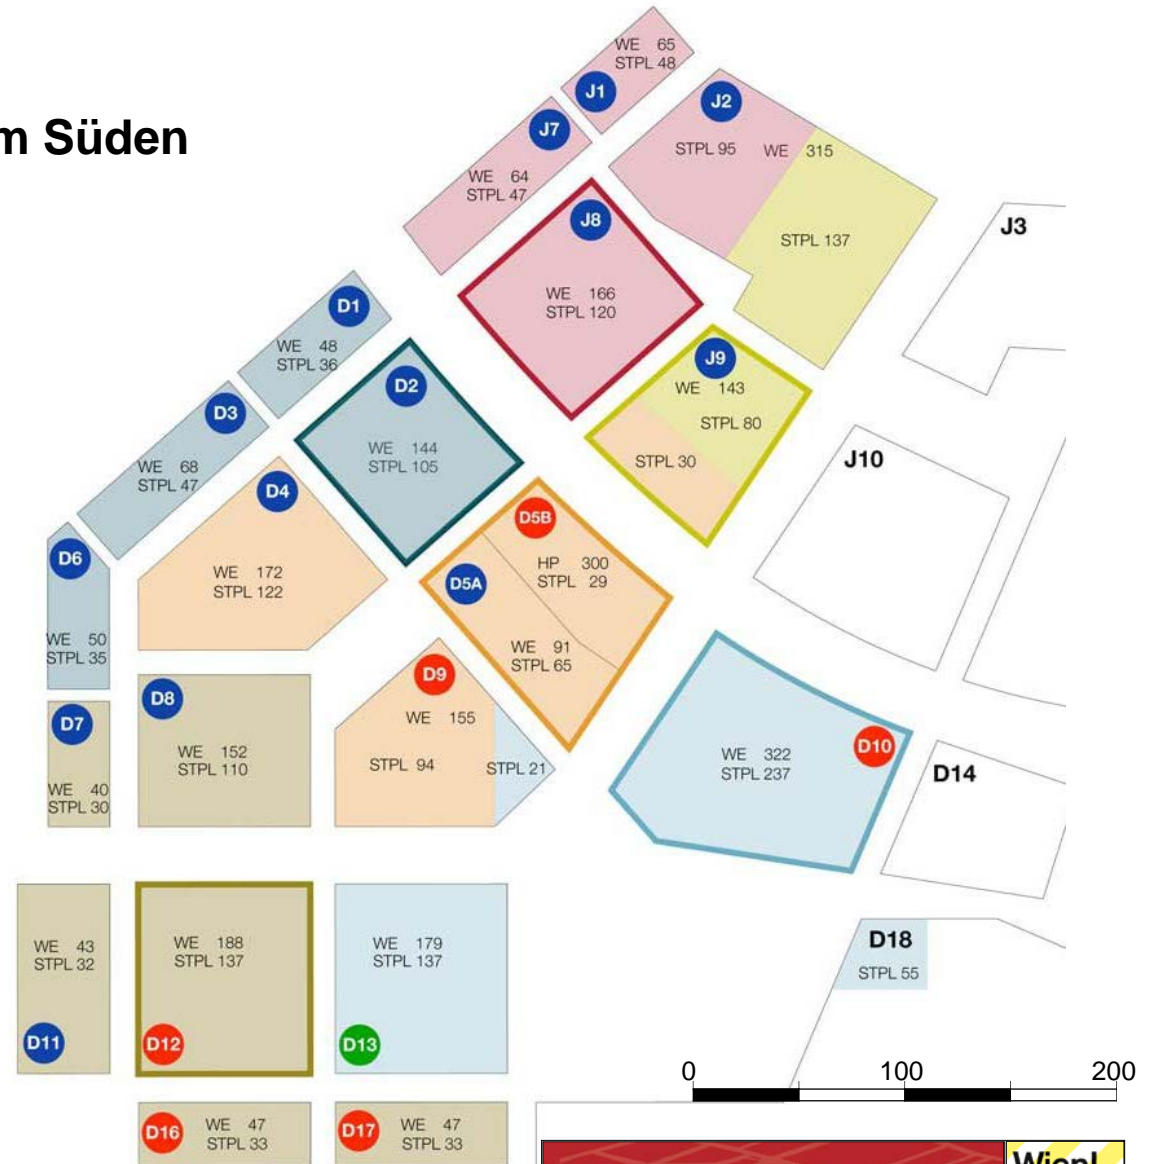 m Süden
WE 65
STPL 48
J1
J2
J7
STPL 95
WE 315
WE 64
STPL 47
J8
J3
STPL 137
WE 166
STPL 120
D1
J9
WE 48
STPL 36
D2
WE 143
D3
STPL 80
WE 144
STPL 105
J10
STPL 30
WE 68
STPL 47
D4
D5B
D6
HP 300
STPL 29
D5A
WE 172
STPL 122
WE 50
STPL 35
WE 91
STPL 65
D9
D8
D7
WE 155
D10
WE 152
STPL 110
STPL 94
STPL 21
WE 322
STPL 237
D14
WE 40
STPL 30
WE 43
STPL 32
WE 188
STPL 137
WE 179
STPL 137
D18
STPL 55
D11
D12
D13
0 100 200
D16
WE 47
STPL 33
D17
WE 47
STPL 33